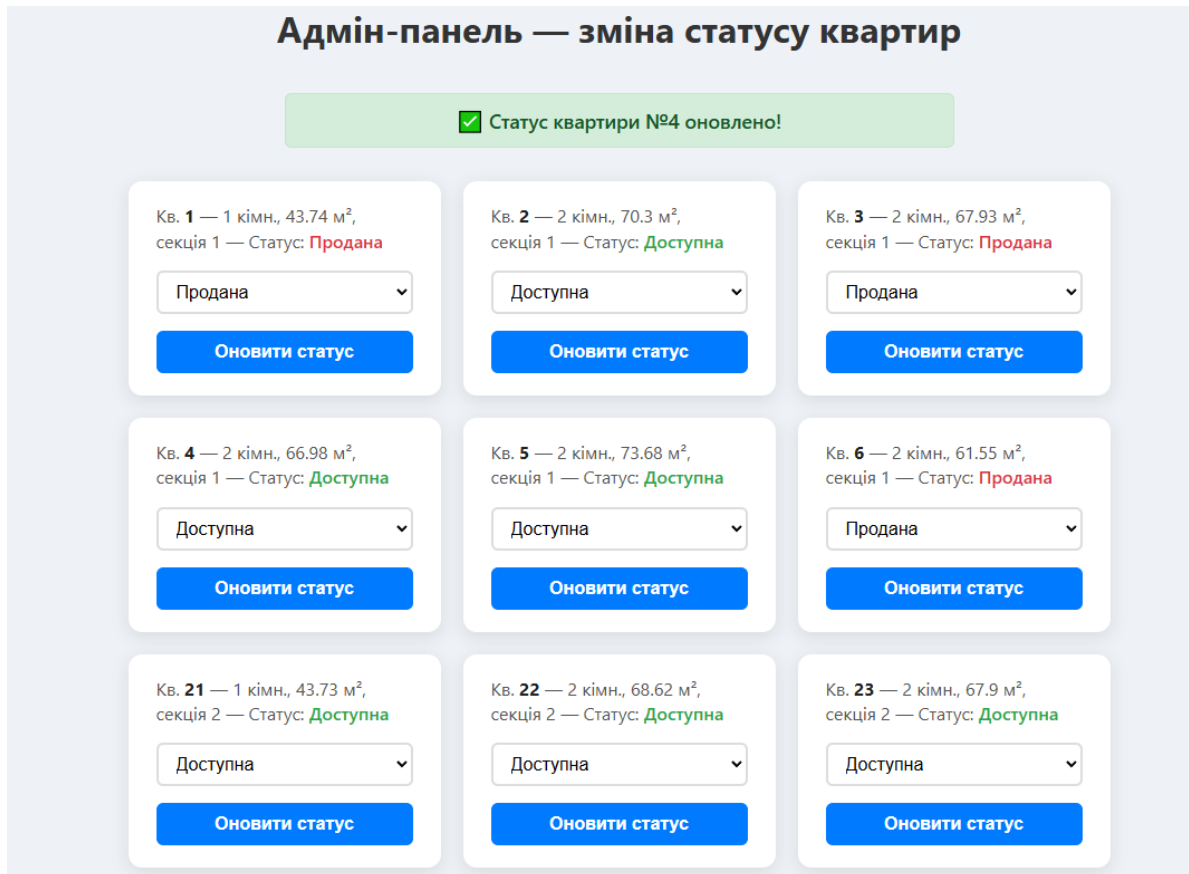 Адмін-панель — зміна статусу квартир
✅ Статус квартири №4 оновлено!
Кв. 1 — 1 кімн., 43.74 м²,
секція 1 — Статус: Продана
Продана
Оновити статус
Кв. 2 — 2 кімн., 70.3 м²,
секція 1 — Статус: Доступна
Доступна
Оновити статус
Кв. 3 — 2 кімн., 67.93 м²,
секція 1 — Статус: Продана
Продана
Оновити статус
Кв. 4 — 2 кімн., 66.98 м²,
секція 1 — Статус: Доступна
Доступна
Оновити статус
Кв. 5 — 2 кімн., 73.68 м²,
секція 1 — Статус: Доступна
Доступна
Оновити статус
Кв. 6 — 2 кімн., 61.55 м²,
секція 1 — Статус: Продана
Продана
Оновити статус
Кв. 21 — 1 кімн., 43.73 м²,
секція 2 — Статус: Доступна
Доступна
Оновити статус
Кв. 22 — 2 кімн., 68.62 м²,
секція 2 — Статус: Доступна
Доступна
Оновити статус
Кв. 23 — 2 кімн., 67.9 м²,
секція 2 — Статус: Доступна
Доступна
Оновити статус